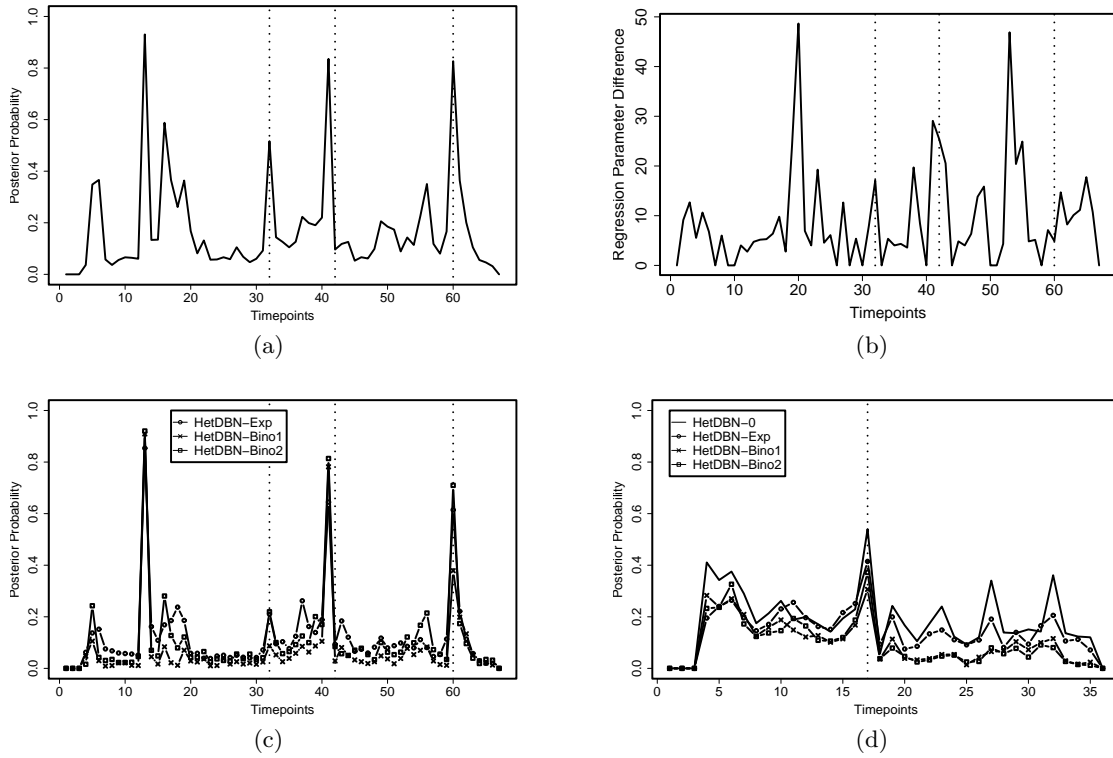 Posterior Probability
1.0
0.8
0.6
0.4
0.2
0.0
0 10 20 30 40 50 60
Timepoints
(a)
Regression Parameter Difference
50
40
30
20
10
0
0 10 20 30 40 50 60
Timepoints
(b)
Posterior Probability
1.0
0.8
0.6
0.4
0.2
0.0
HetDBN-Exp
HetDBN-Bino1
HetDBN-Bino2
0 10 20 30 40 50 60
Timepoints
(c)
Posterior Probability
1.0
0.8
0.6
0.4
0.2
0.0
HetDBN-0
HetDBN-Exp
HetDBN-Bino1
HetDBN-Bino2
0 5 10 15 20 25 30 35
Timepoints
(d)